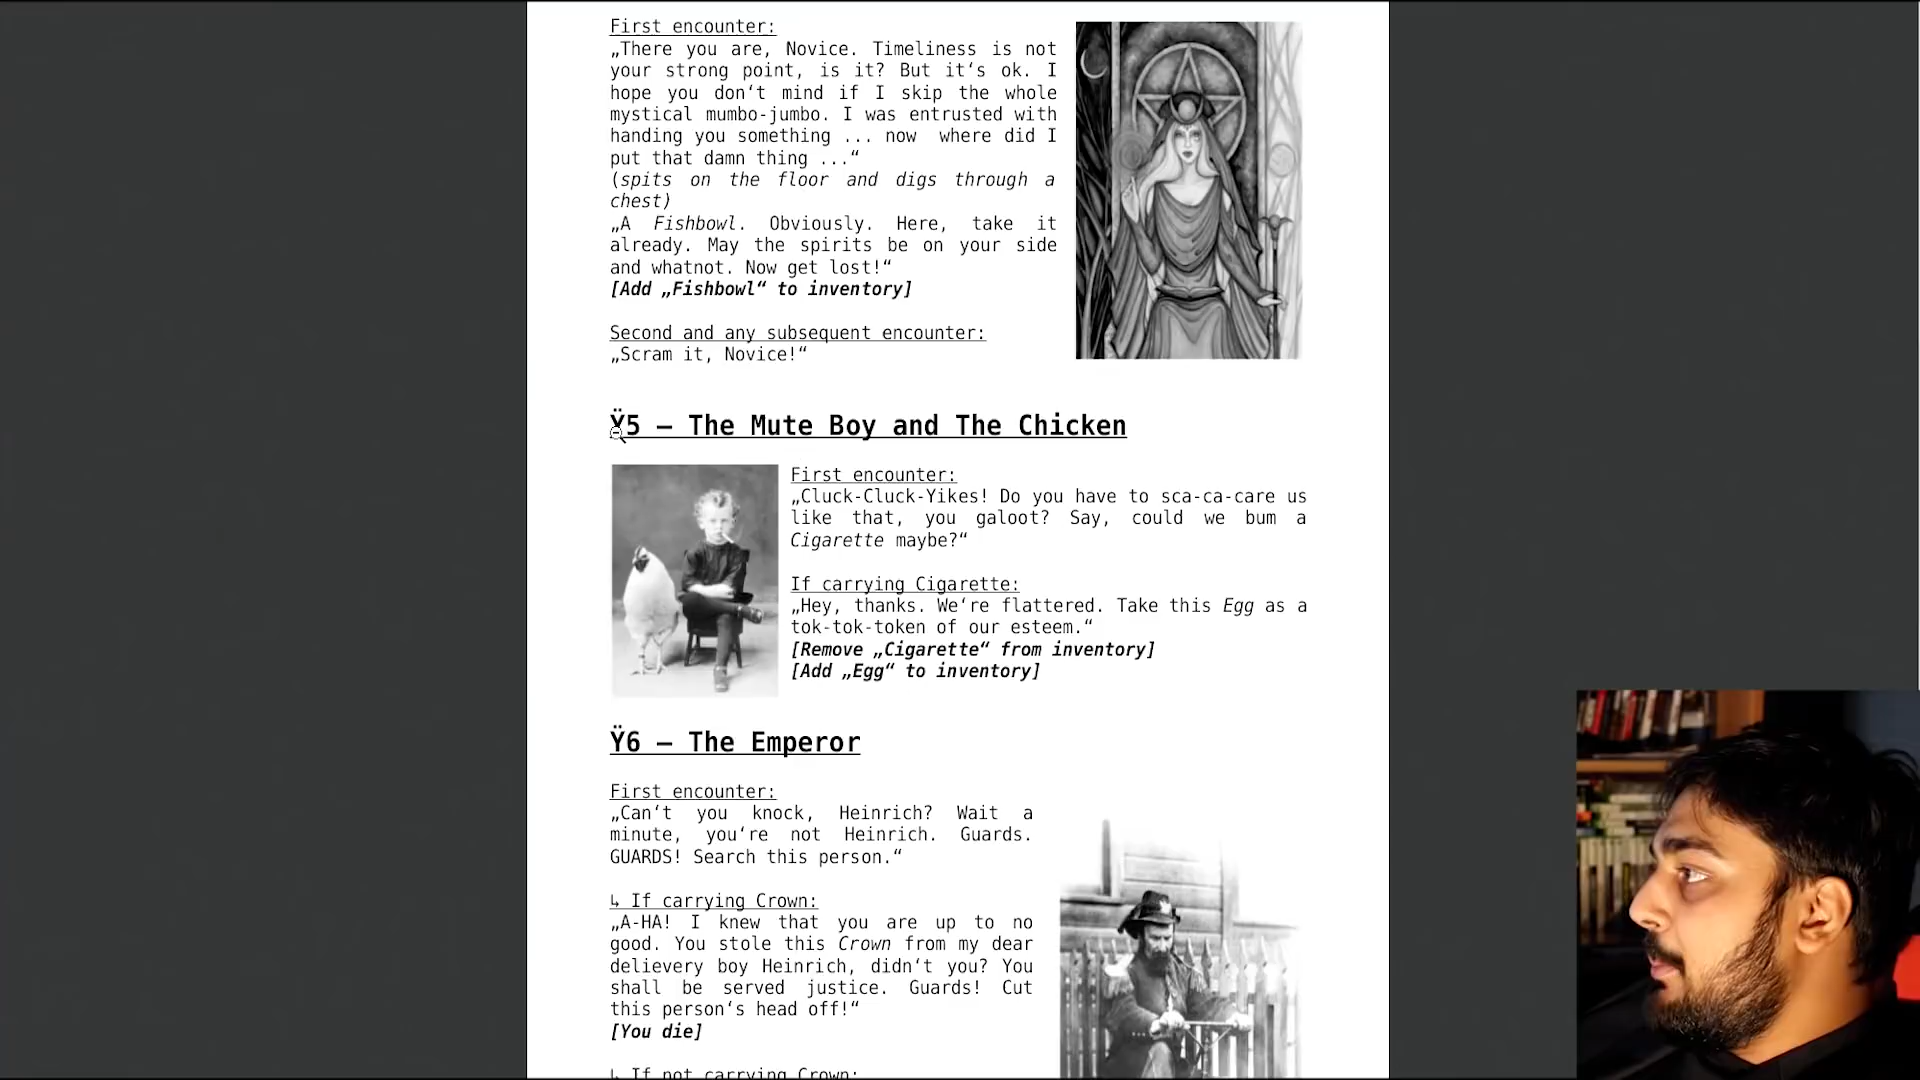 First encounter:
„There you are, Novice. Timeliness is not
your strong point, is it? But it‘s ok. I
hope you don‘t mind if I skip the whole
mystical mumbo-jumbo. I was entrusted with
handing you something ... now where did I
put that damn thing ...“
(spits on the floor and digs through a
chest)
„A Fishbowl. Obviously. Here, take it
already. May the spirits be on your side
and whatnot. Now get lost!“
[Add „Fishbowl“ to inventory]
Second and any subsequent encounter:
„Scram it, Novice!“
Ÿ5 – The Mute Boy and The Chicken
First encounter:
„Cluck-Cluck-Yikes! Do you have to sca-ca-care us
like that, you galoot? Say, could we bum a
Cigarette maybe?“
If carrying Cigarette:
„Hey, thanks. We‘re flattered. Take this Egg as a
tok-tok-token of our esteem.“
[Remove „Cigarette“ from inventory]
[Add „Egg“ to inventory]
Ÿ6 – The Emperor
First encounter:
„Can‘t you knock, Heinrich? Wait a
minute, you‘re not Heinrich. Guards.
GUARDS! Search this person.“
↳ If carrying Crown:
„A-HA! I knew that you are up to no
good. You stole this Crown from my dear
delievery boy Heinrich, didn‘t you? You
shall be served justice. Guards! Cut
this person‘s head off!“
[You die]
↳ If not carrying Crown: